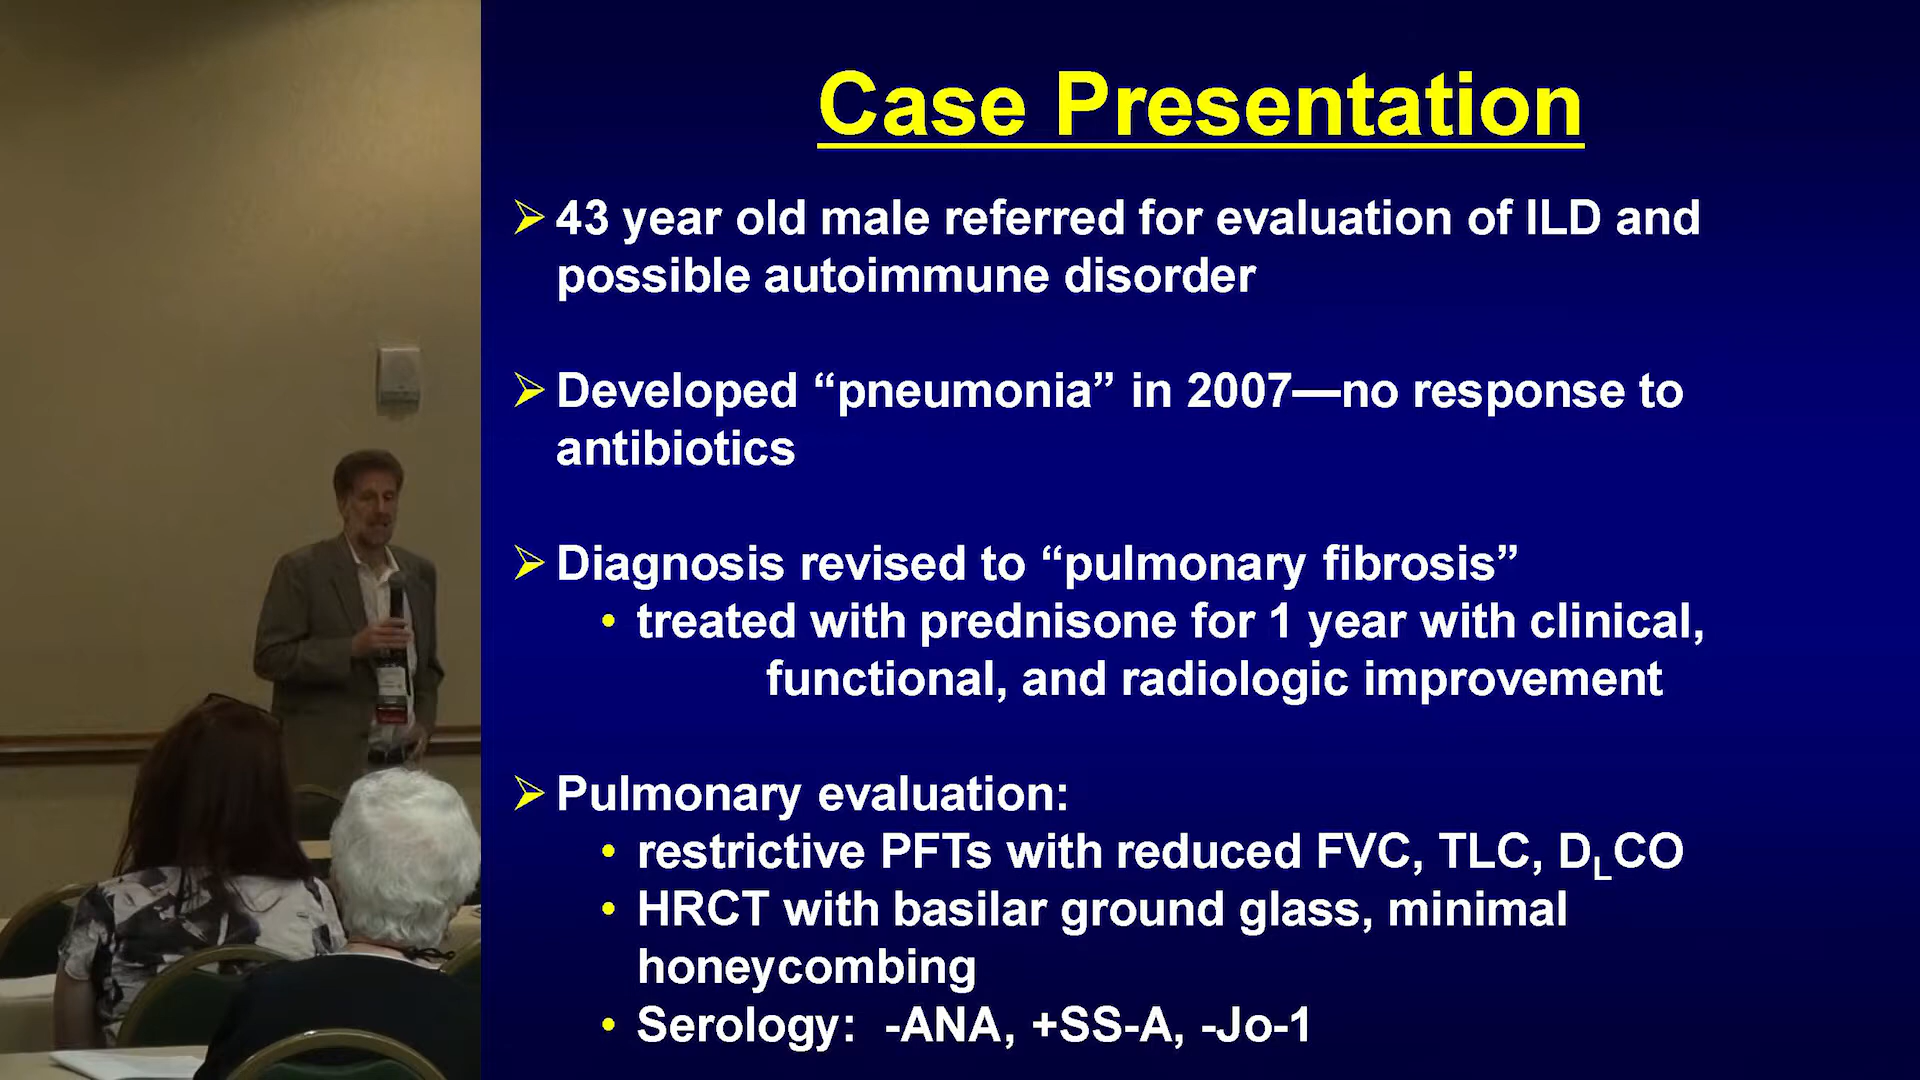 Case Presentation
➢ 43 year old male referred for evaluation of ILD and
possible autoimmune disorder
➢ Developed “pneumonia” in 2007—no response to
antibiotics
➢ Diagnosis revised to “pulmonary fibrosis”
• treated with prednisone for 1 year with clinical,
functional, and radiologic improvement
➢ Pulmonary evaluation:
• restrictive PFTs with reduced FVC, TLC, DLCO
• HRCT with basilar ground glass, minimal
honeycombing
• Serology: -ANA, +SS-A, -Jo-1